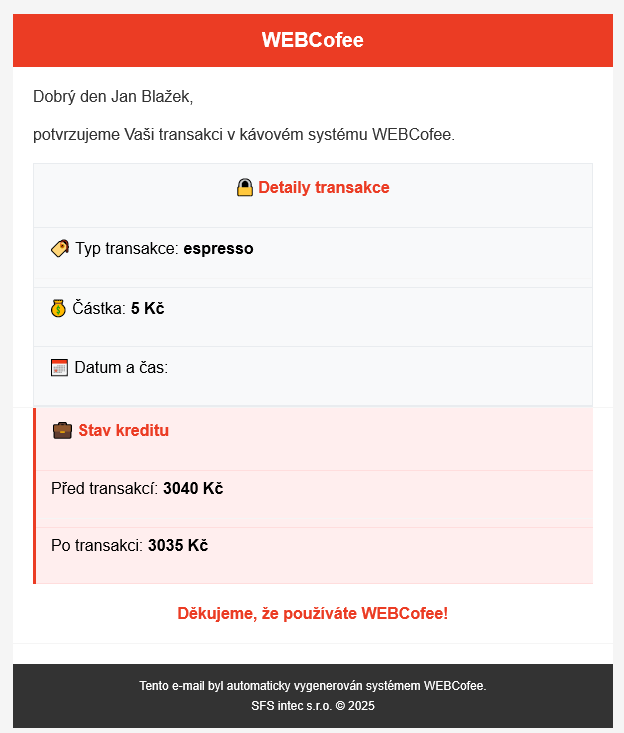 WEBCofee
Dobrý den Jan Blažek,
potvrzujeme Vaši transakci v kávovém systému WEBCofee.
Detaily transakce
Typ transakce: espresso
Částka: 5 Kč
Datum a čas:
Stav kreditu
Před transakcí: 3040 Kč
Po transakci: 3035 Kč
Děkujeme, že používáte WEBCofee!
Tento e-mail byl automaticky vygenerován systémem WEBCofee.
SFS intec s.r.o. © 2025